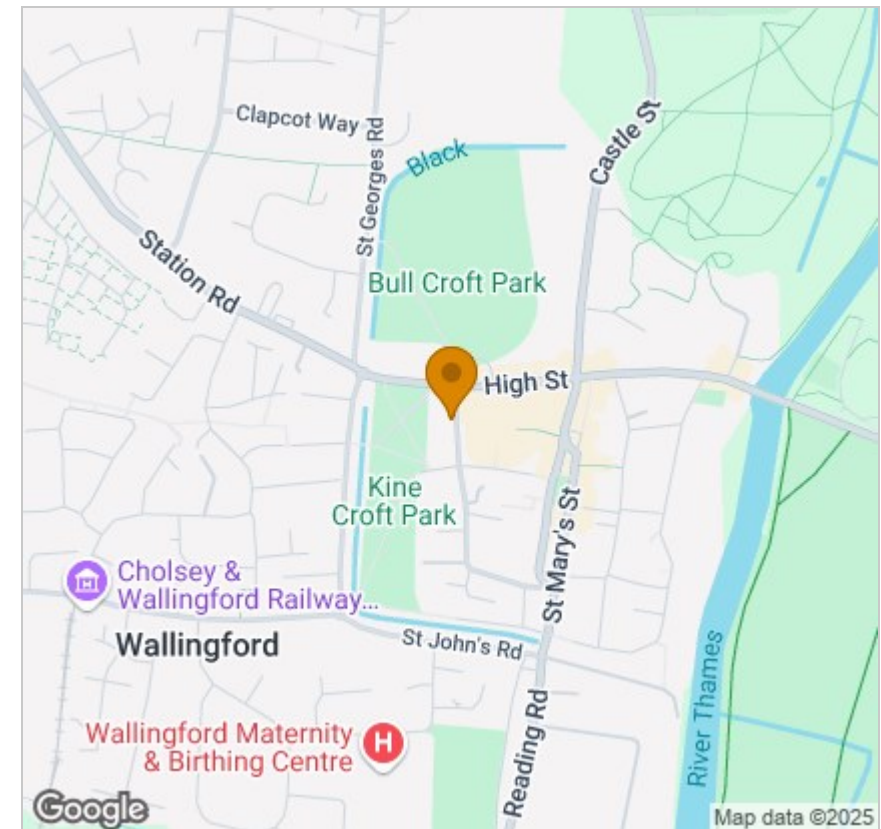 Clapcot Way
St Georges Rd
Black
Castle St
Station Rd
Bull Croft Park
High St
Kine
Croft Park
St Mary's St
Cholsey &
Wallingford Railway...
Wallingford
St John's Rd
Wallingford Maternity
& Birthing Centre
H
Reading Rd
River Thames
Google
Map data ©2025